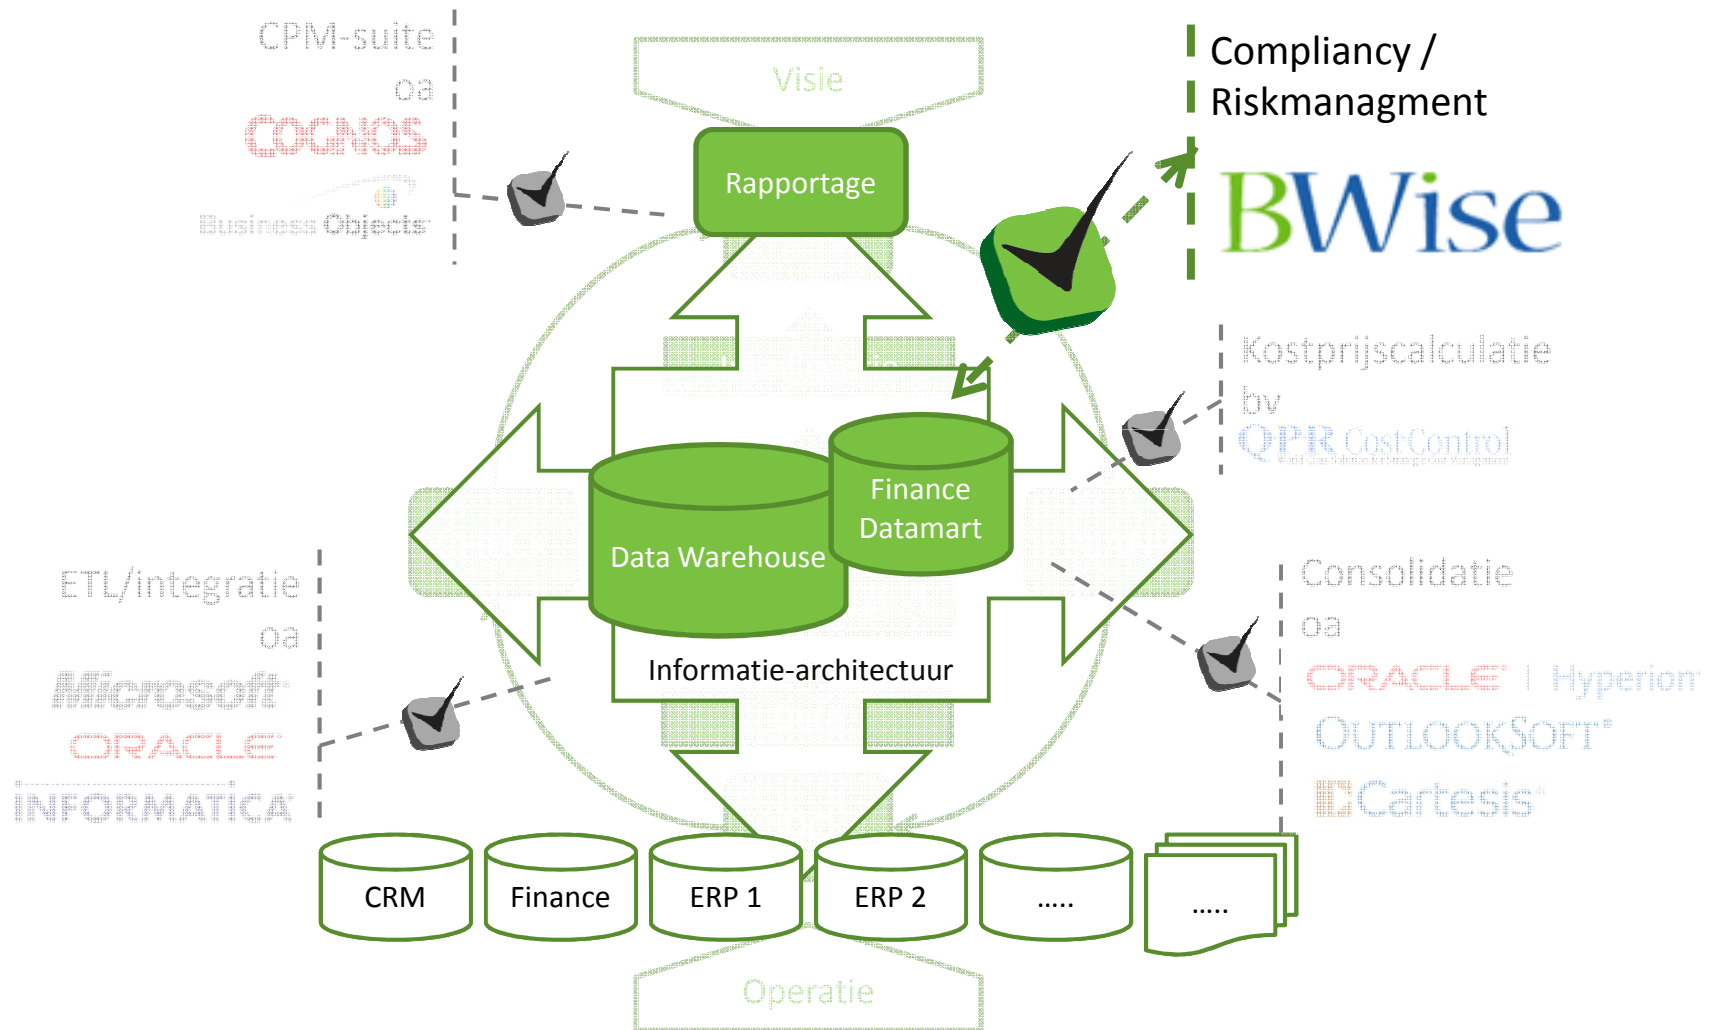 CPM-suite
oa
COGNOS
Business Objects
Visie
Rapportage
Compliancy /
Riskmanagment
BWise
Kostprijscalculatie
bv
QPR CostControl
Finance
Datamart
Data Warehouse
Informatie-architectuur
ETL/integratie
oa
Microsoft
ORACLE
INFORMATICA
Consolidatie
oa
ORACLE | Hyperion
OUTLOOKSOFT
Cartesis
CRM
Finance
ERP 1
ERP 2
.....
.....
Operatie